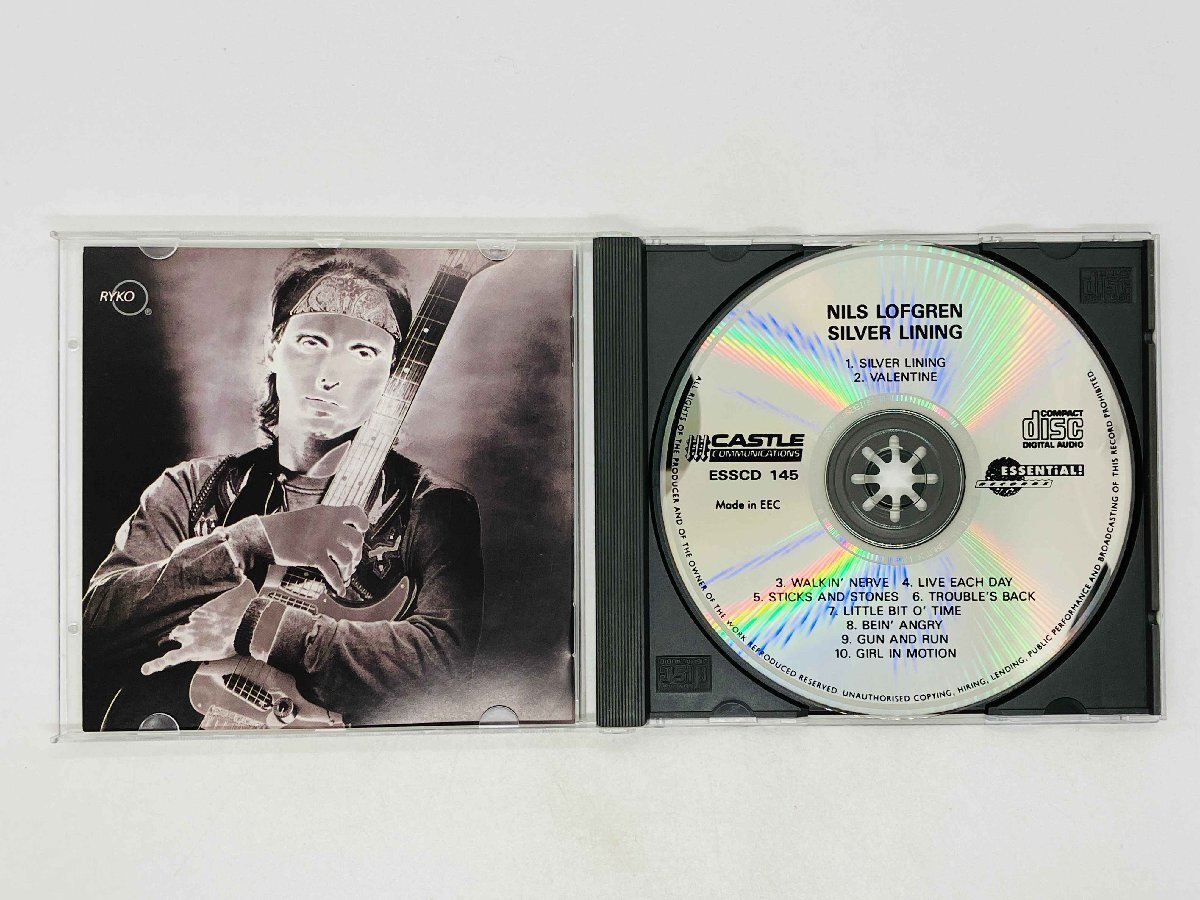 RYKO
®
NILS LOFGREN
SILVER LINING
1. SILVER LINING
2. VALENTINE
CASTLE
COMMUNICATIONS
ESSCD 145
Made in EEC
COMPACT
disc
DIGITAL AUDIO
ESSENTiAL!
RECORDS
3. WALKIN' NERVE 4. LIVE EACH DAY
5. STICKS AND STONES 6. TROUBLE'S BACK
7. LITTLE BIT O' TIME
8. BEIN' ANGRY
9. GUN AND RUN
10. GIRL IN MOTION
ALL RIGHTS OF THE PRODUCER AND OF THE OWNER OF THE WORK REPRODUCED RESERVED. UNAUTHORISED COPYING, HIRING, LENDING, PUBLIC PERFORMANCE AND BROADCASTING OF THIS RECORD PROHIBITED.